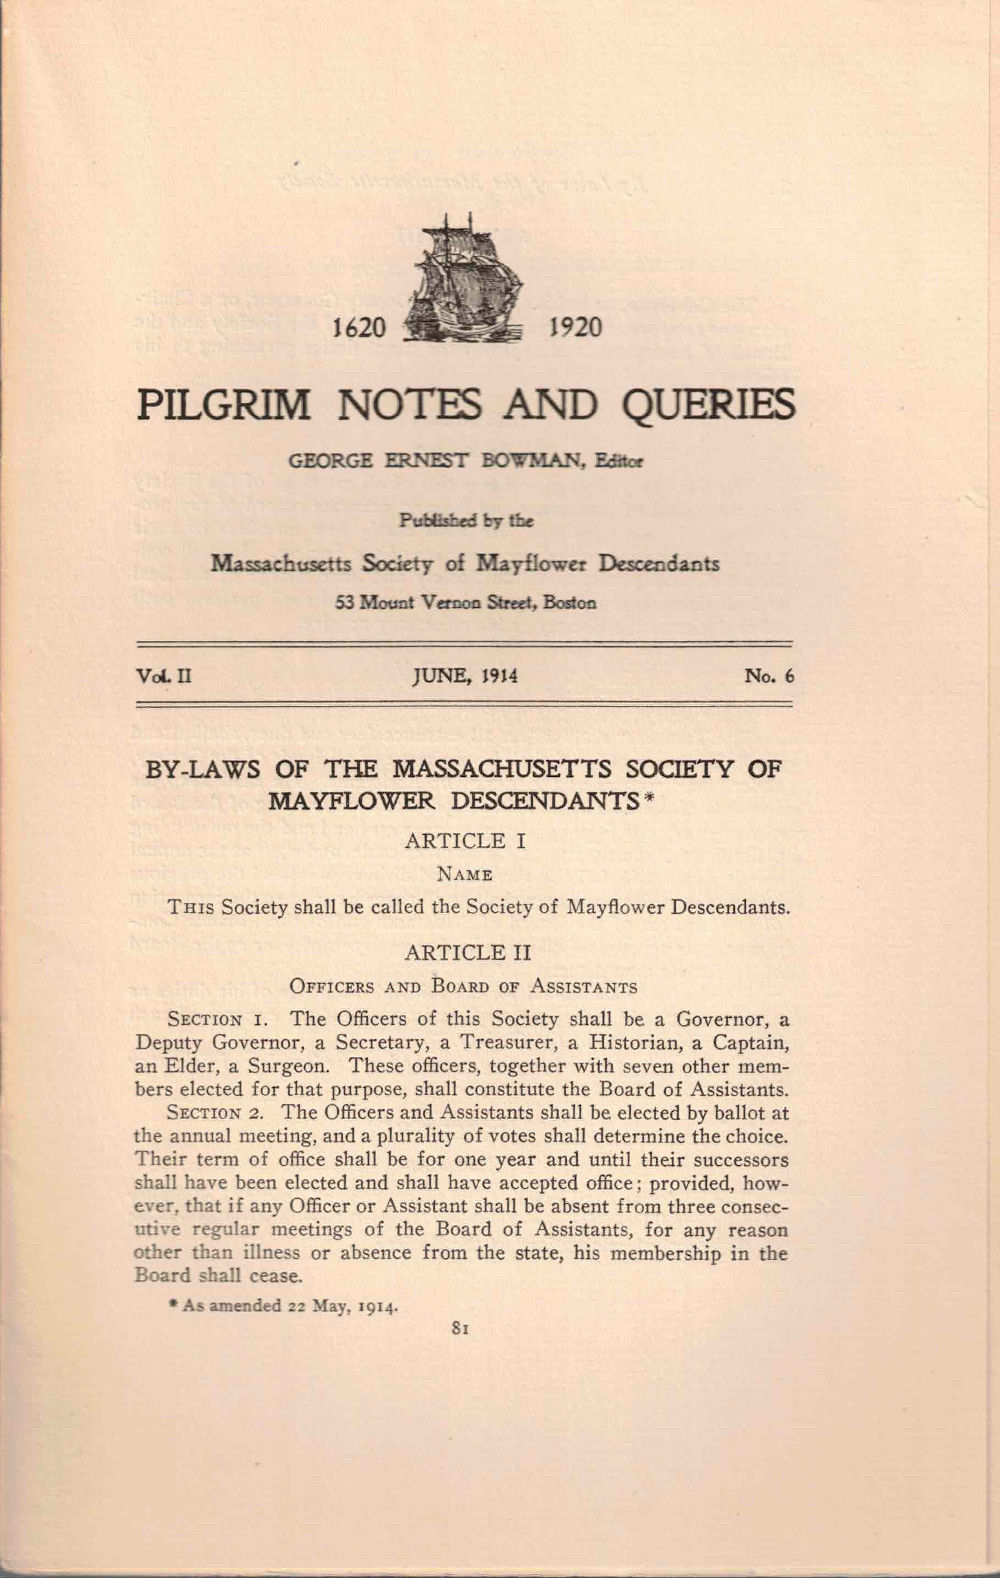 1620 1920
PILGRIM NOTES AND QUERIES
GEORGE ERNEST BOWMAN, Editor
Published by the
Massachusetts Society of Mayflower Descendants
53 Mount Vernon Street, Boston
Vol. II JUNE, 1914 No. 6
BY-LAWS OF THE MASSACHUSETTS SOCIETY OF
MAYFLOWER DESCENDANTS*
ARTICLE I
NAME
THIS Society shall be called the Society of Mayflower Descendants.
ARTICLE II
OFFICERS AND BOARD OF ASSISTANTS
SECTION 1. The Officers of this Society shall be a Governor, a
Deputy Governor, a Secretary, a Treasurer, a Historian, a Captain,
an Elder, a Surgeon. These officers, together with seven other mem-
bers elected for that purpose, shall constitute the Board of Assistants.
SECTION 2. The Officers and Assistants shall be elected by ballot at
the annual meeting, and a plurality of votes shall determine the choice.
Their term of office shall be for one year and until their successors
shall have been elected and shall have accepted office; provided, how-
ever, that if any Officer or Assistant shall be absent from three consec-
utive regular meetings of the Board of Assistants, for any reason
other than illness or absence from the state, his membership in the
Board shall cease.
* As amended 22 May, 1914.
81